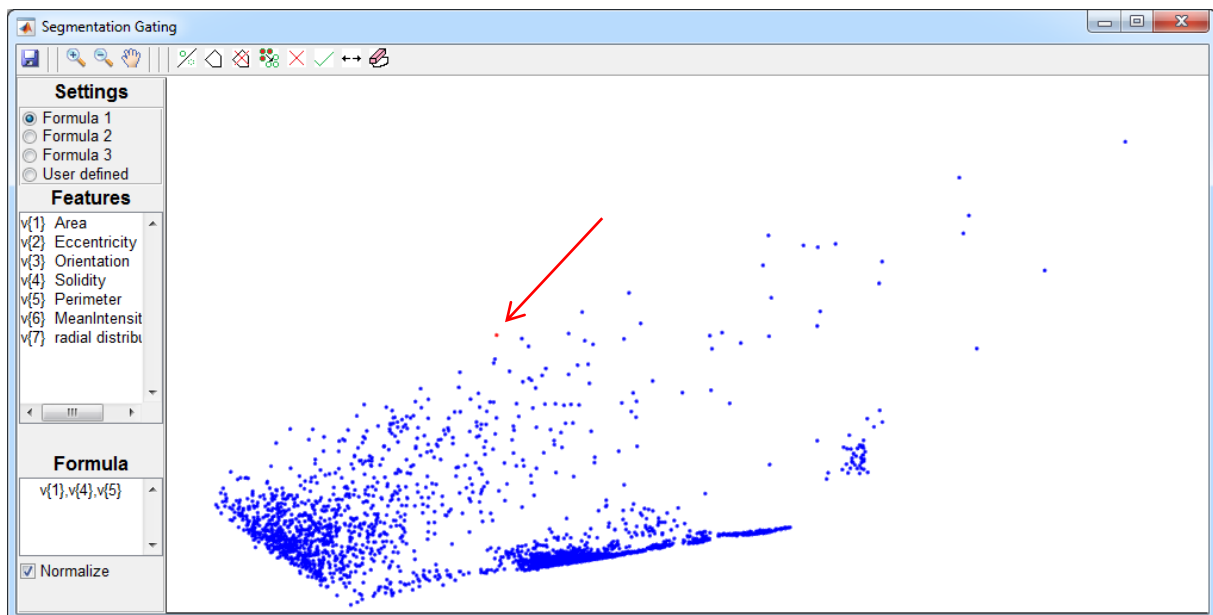 Segmentation Gating
Settings
Formula 1
Formula 2
Formula 3
User defined
Features
v{1} Area
v{2} Eccentricity
v{3} Orientation
v{4} Solidity
v{5} Perimeter
v{6} MeanIntensit
v{7} radial distribu
Formula
v{1},v{4},v{5}
Normalize